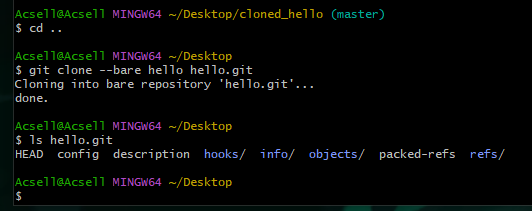 Acsell@Acsell MINGW64 ~/Desktop/cloned_hello (master)
$ cd ..
Acsell@Acsell MINGW64 ~/Desktop
$ git clone --bare hello hello.git
Cloning into bare repository 'hello.git'...
done.
Acsell@Acsell MINGW64 ~/Desktop
$ ls hello.git
HEAD  config  description  hooks/  info/  objects/  packed-refs  refs/
Acsell@Acsell MINGW64 ~/Desktop
$